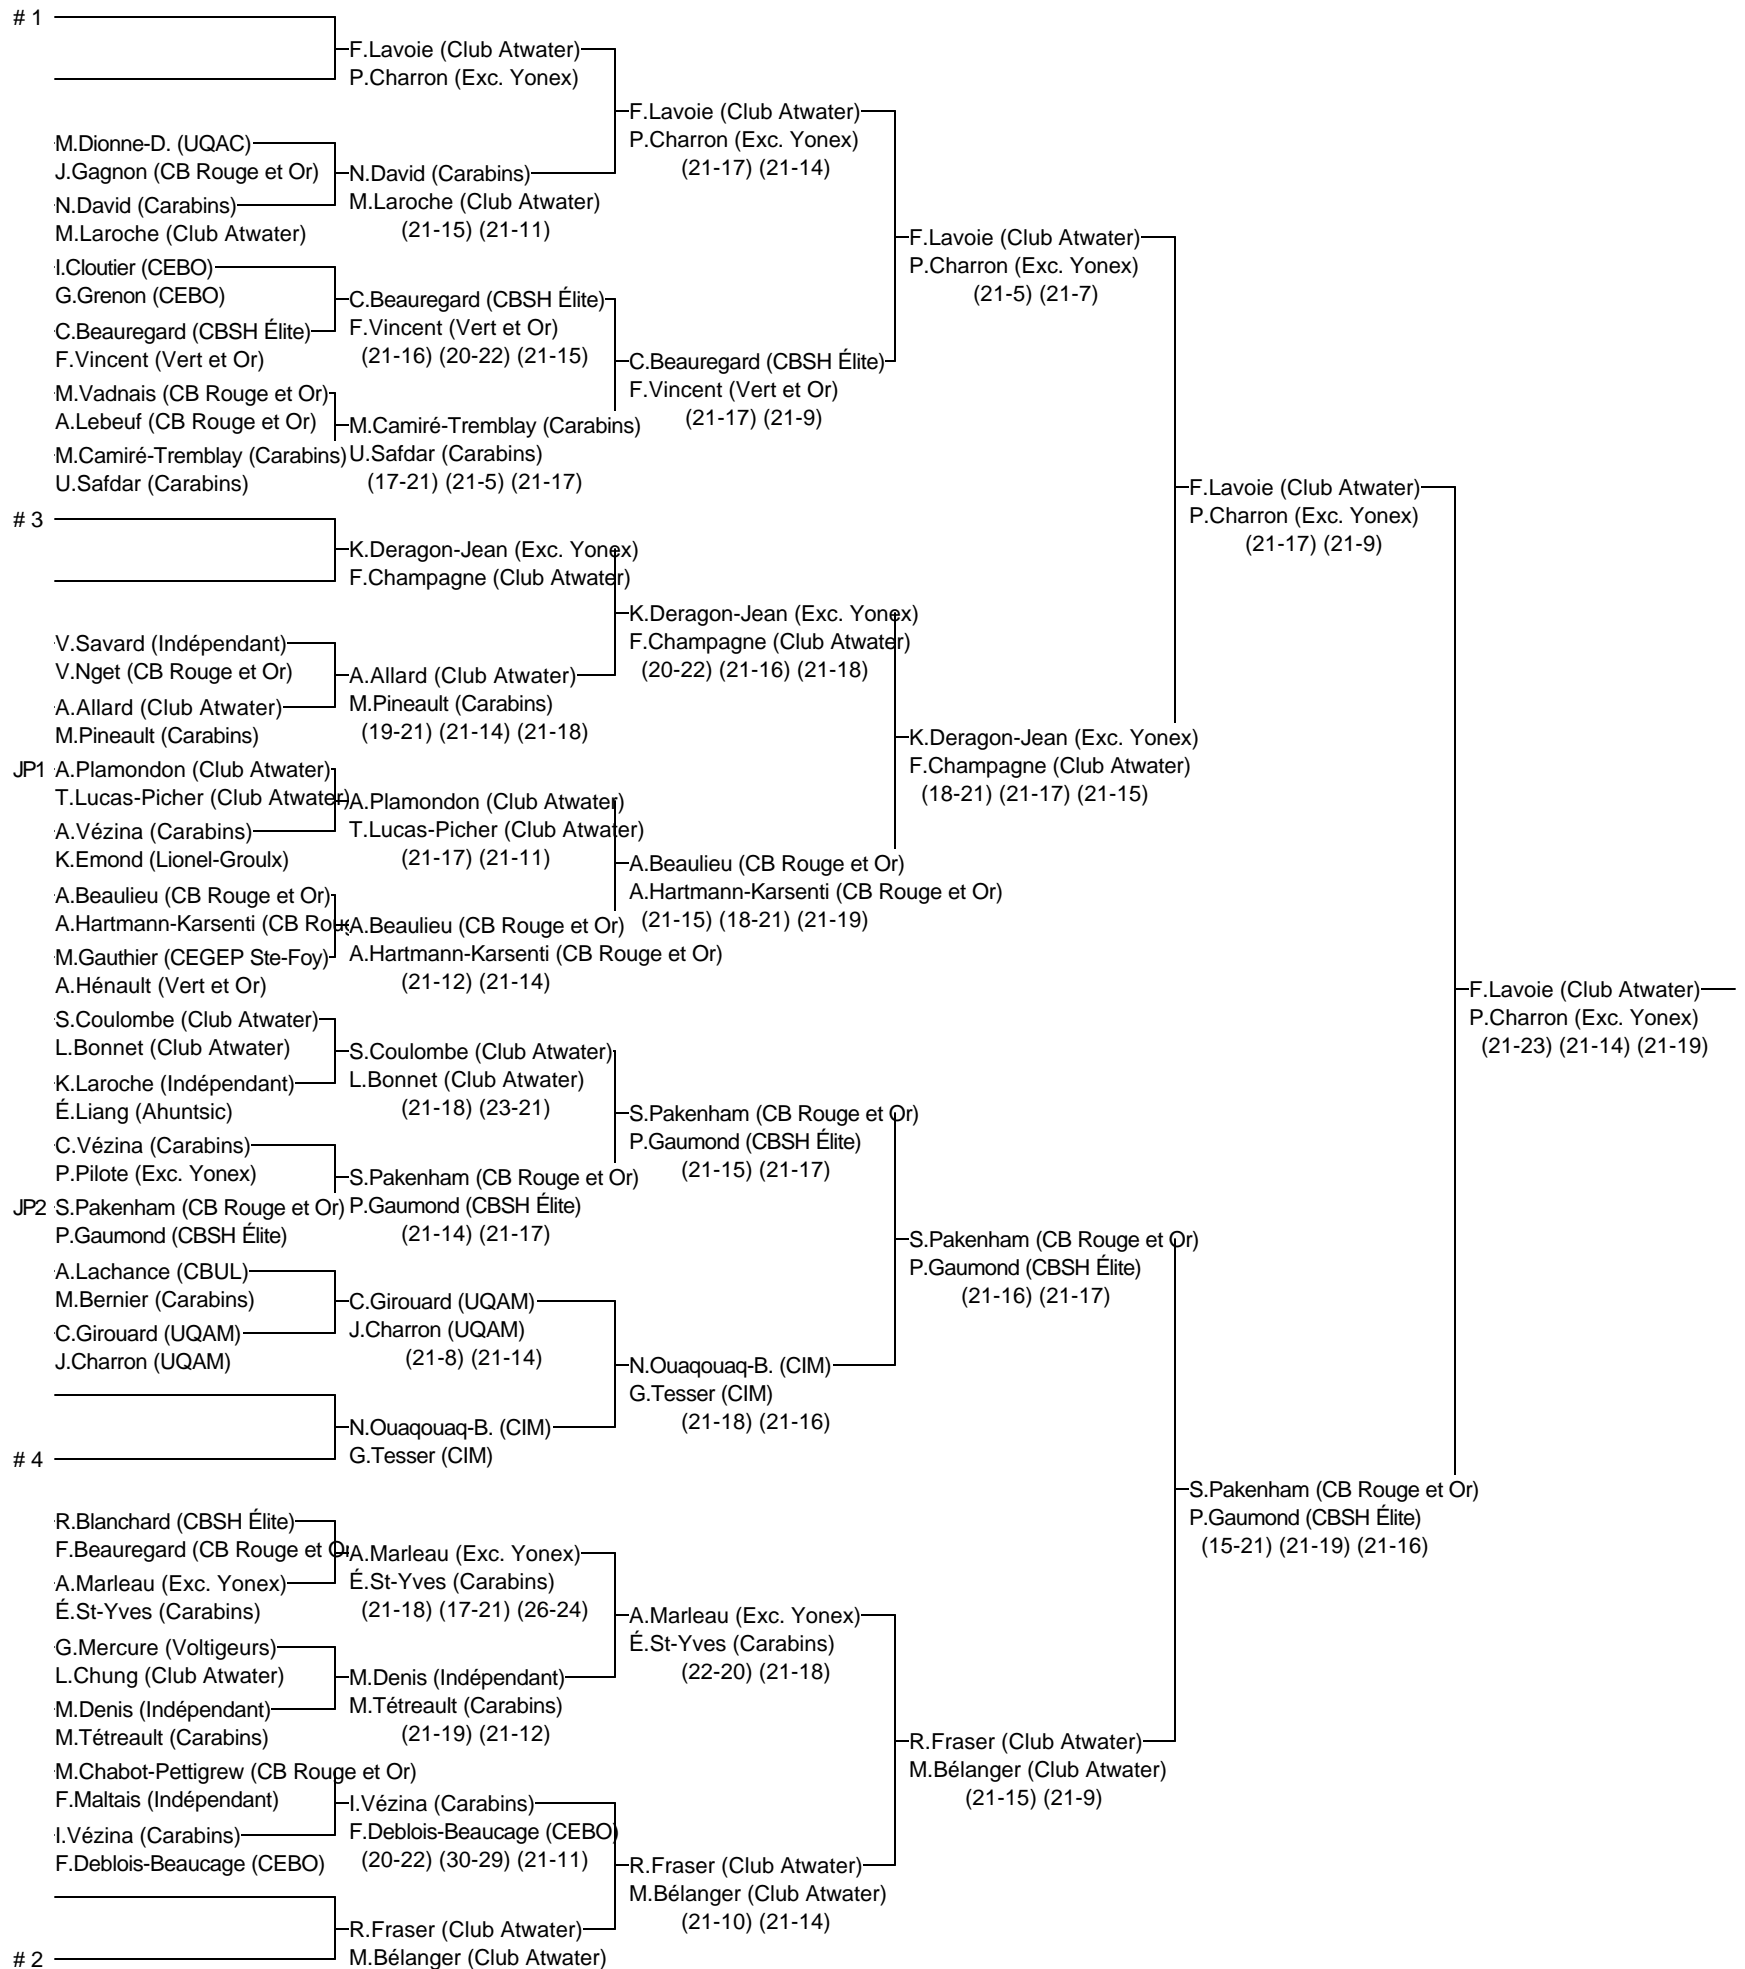 # 1
F.Lavoie (Club Atwater)
P.Charron (Exc. Yonex)
M.Dionne-D. (UQAC)
J.Gagnon (CB Rouge et Or)
N.David (Carabins)
M.Laroche (Club Atwater)
I.Cloutier (CEBO)
G.Grenon (CEBO)
C.Beauregard (CBSH Élite)
F.Vincent (Vert et Or)
M.Vadnais (CB Rouge et Or)
A.Lebeuf (CB Rouge et Or)
M.Camiré-Tremblay (Carabins)
U.Safdar (Carabins)
# 3
V.Savard (Indépendant)
V.Nget (CB Rouge et Or)
A.Allard (Club Atwater)
M.Pineault (Carabins)
JP1 A.Plamondon (Club Atwater)
T.Lucas-Picher (Club Atwater)
A.Vézina (Carabins)
K.Emond (Lionel-Groulx)
A.Beaulieu (CB Rouge et Or)
A.Hartmann-Karsenti (CB Roug
M.Gauthier (CEGEP Ste-Foy)
A.Hénault (Vert et Or)
S.Coulombe (Club Atwater)
L.Bonnet (Club Atwater)
K.Laroche (Indépendant)
É.Liang (Ahuntsic)
C.Vézina (Carabins)
P.Pilote (Exc. Yonex)
JP2 S.Pakenham (CB Rouge et Or)
P.Gaumond (CBSH Élite)
A.Lachance (CBUL)
M.Bernier (Carabins)
C.Girouard (UQAM)
J.Charron (UQAM)
# 4
R.Blanchard (CBSH Élite)
F.Beauregard (CB Rouge et Or
A.Marleau (Exc. Yonex)
É.St-Yves (Carabins)
G.Mercure (Voltigeurs)
L.Chung (Club Atwater)
M.Denis (Indépendant)
M.Tétreault (Carabins)
M.Chabot-Pettigrew (CB Rouge et Or)
F.Maltais (Indépendant)
I.Vézina (Carabins)
F.Deblois-Beaucage (CEBO)
# 2
N.David (Carabins)
M.Laroche (Club Atwater)
(21-15) (21-11)
C.Beauregard (CBSH Élite)
F.Vincent (Vert et Or)
(21-16) (20-22) (21-15)
M.Camiré-Tremblay (Carabins)
U.Safdar (Carabins)
(17-21) (21-5) (21-17)
K.Deragon-Jean (Exc. Yonex)
F.Champagne (Club Atwater)
A.Allard (Club Atwater)
M.Pineault (Carabins)
(19-21) (21-14) (21-18)
A.Plamondon (Club Atwater)
T.Lucas-Picher (Club Atwater)
(21-17) (21-11)
A.Beaulieu (CB Rouge et Or)
A.Hartmann-Karsenti (CB Rouge et Or)
(21-12) (21-14)
S.Coulombe (Club Atwater)
L.Bonnet (Club Atwater)
(21-18) (23-21)
S.Pakenham (CB Rouge et Or)
P.Gaumond (CBSH Élite)
(21-14) (21-17)
C.Girouard (UQAM)
J.Charron (UQAM)
(21-8) (21-14)
N.Ouaqouaq-B. (CIM)
G.Tesser (CIM)
A.Marleau (Exc. Yonex)
É.St-Yves (Carabins)
(21-18) (17-21) (26-24)
M.Denis (Indépendant)
M.Tétreault (Carabins)
(21-19) (21-12)
I.Vézina (Carabins)
F.Deblois-Beaucage (CEBO)
(20-22) (30-29) (21-11)
R.Fraser (Club Atwater)
M.Bélanger (Club Atwater)
F.Lavoie (Club Atwater)
P.Charron (Exc. Yonex)
(21-17) (21-14)
C.Beauregard (CBSH Élite)
F.Vincent (Vert et Or)
(21-17) (21-9)
K.Deragon-Jean (Exc. Yonex)
F.Champagne (Club Atwater)
(20-22) (21-16) (21-18)
A.Beaulieu (CB Rouge et Or)
A.Hartmann-Karsenti (CB Rouge et Or)
(21-15) (18-21) (21-19)
S.Pakenham (CB Rouge et Or)
P.Gaumond (CBSH Élite)
(21-15) (21-17)
N.Ouaqouaq-B. (CIM)
G.Tesser (CIM)
(21-18) (21-16)
A.Marleau (Exc. Yonex)
É.St-Yves (Carabins)
(22-20) (21-18)
R.Fraser (Club Atwater)
M.Bélanger (Club Atwater)
(21-10) (21-14)
F.Lavoie (Club Atwater)
P.Charron (Exc. Yonex)
(21-5) (21-7)
K.Deragon-Jean (Exc. Yonex)
F.Champagne (Club Atwater)
(18-21) (21-17) (21-15)
S.Pakenham (CB Rouge et Or)
P.Gaumond (CBSH Élite)
(21-16) (21-17)
R.Fraser (Club Atwater)
M.Bélanger (Club Atwater)
(21-15) (21-9)
F.Lavoie (Club Atwater)
P.Charron (Exc. Yonex)
(21-17) (21-9)
S.Pakenham (CB Rouge et Or)
P.Gaumond (CBSH Élite)
(15-21) (21-19) (21-16)
F.Lavoie (Club Atwater)
P.Charron (Exc. Yonex)
(21-23) (21-14) (21-19)